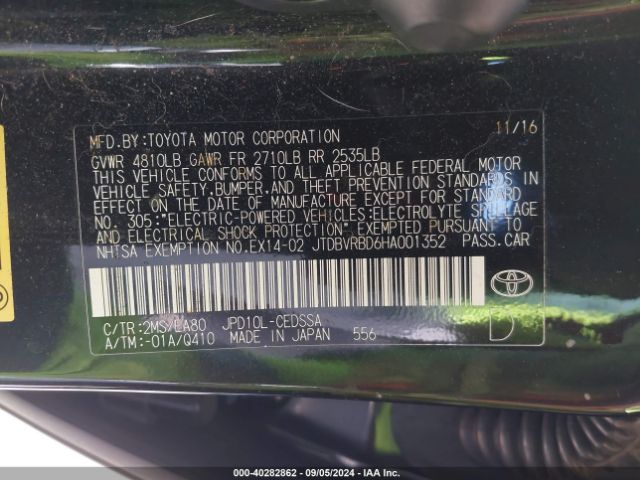 11/16
MFD.BY:TOYOTA MOTOR CORPORATION
GVWR 4810LB GAWR FR 2710LB RR 2535LB
THIS VEHICLE CONFORMS TO ALL APPLICABLE FEDERAL MOTOR
VEHICLE SAFETY,BUMPER,AND THEFT PREVENTION STANDARDS IN
EFFECT ON THE DATE OF MANUFACTURE EXCEPT FOR STANDARD
NO. 305:"ELECTRIC-POWERED VEHICLES:ELECTROLYTE SPILLAGE
AND ELECTRICAL SHOCK PROTECTION".EXEMPTED PURSUANT TO
NHTSA EXEMPTION NO.EX14-02 JTDBVRBD6HA001352 PASS.CAR
C/TR:2MS/EA80 JPD10L-CEDSSA
A/TM:-01A/Q410 MADE IN JAPAN 556
TOYOTA
D
000-40282862 - 09/05/2024 - IAA Inc.